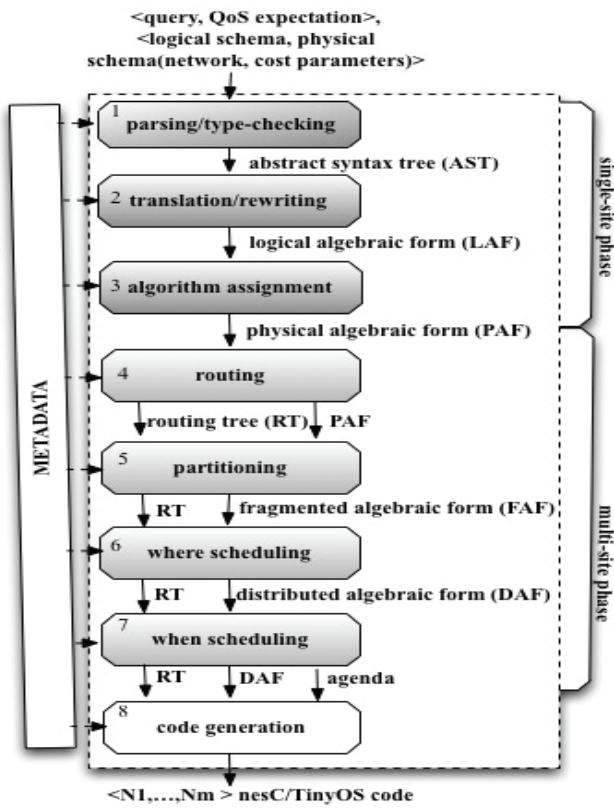 <query, QoS expectation>,
<logical schema, physical
schema(network, cost parameters)>
1
parsing/type-checking
abstract syntax tree (AST)
2
translation/rewriting
logical algebraic form (LAF)
3
algorithm assignment
physical algebraic form (PAF)
4
routing
routing tree (RT)
PAF
5
partitioning
RT
fragmented algebraic form (FAF)
6
where scheduling
RT
distributed algebraic form (DAF)
7
when scheduling
RT
DAF
agenda
8
code generation
<N1,...,Nm > nesC/TinyOS code
METADATA
single-site phase
multi-site phase